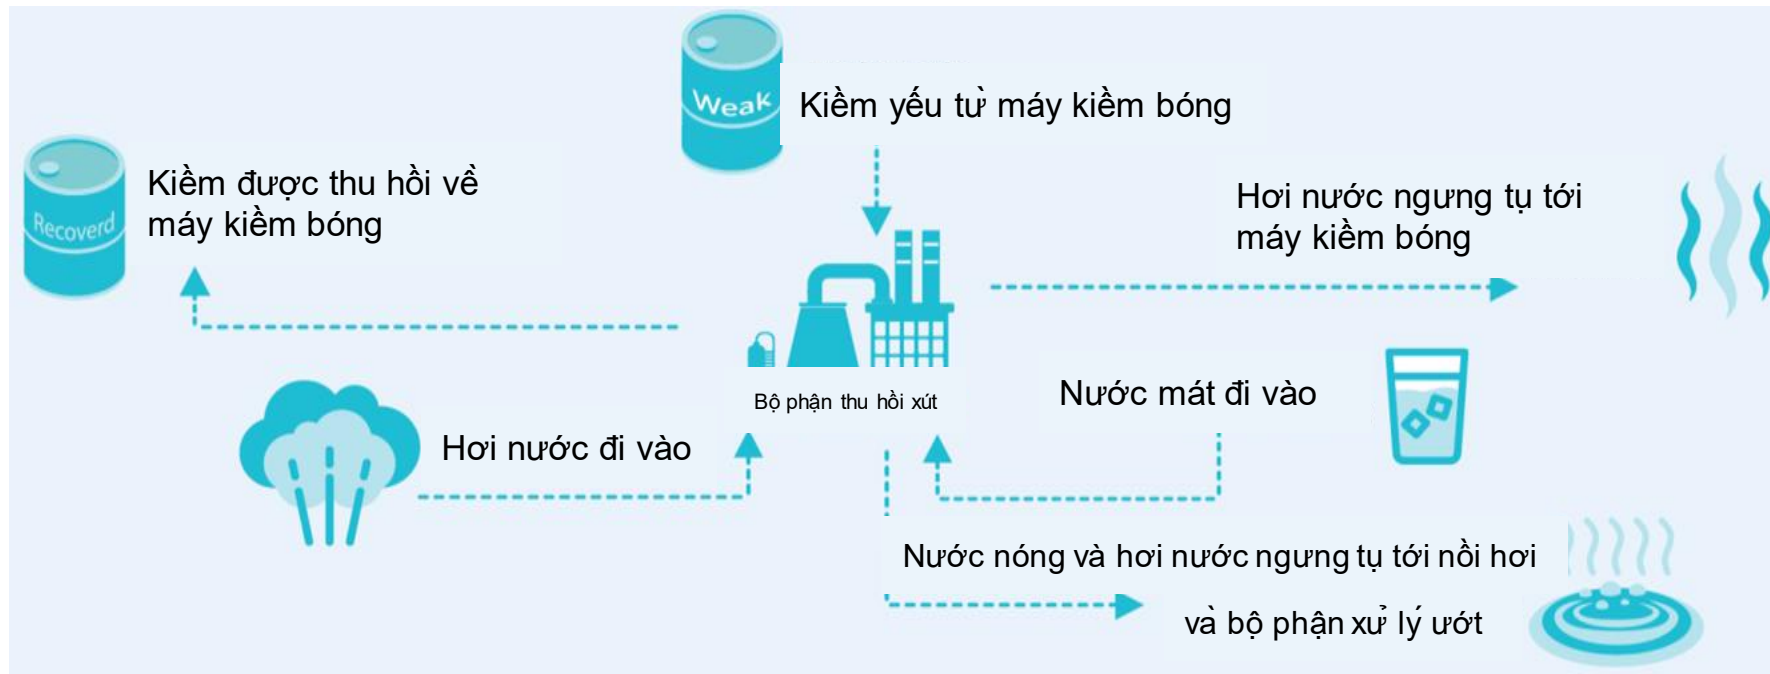 Weak
Kiềm yếu từ máy kiềm bóng
Recoverd
Kiềm được thu hồi về
máy kiềm bóng
Hơi nước ngưng tụ tới
máy kiềm bóng
Bộ phận thu hồi xút
Nước mát đi vào
Hơi nước đi vào
Nước nóng và hơi nước ngưng tụ tới nồi hơi
và bộ phận xử lý ướt